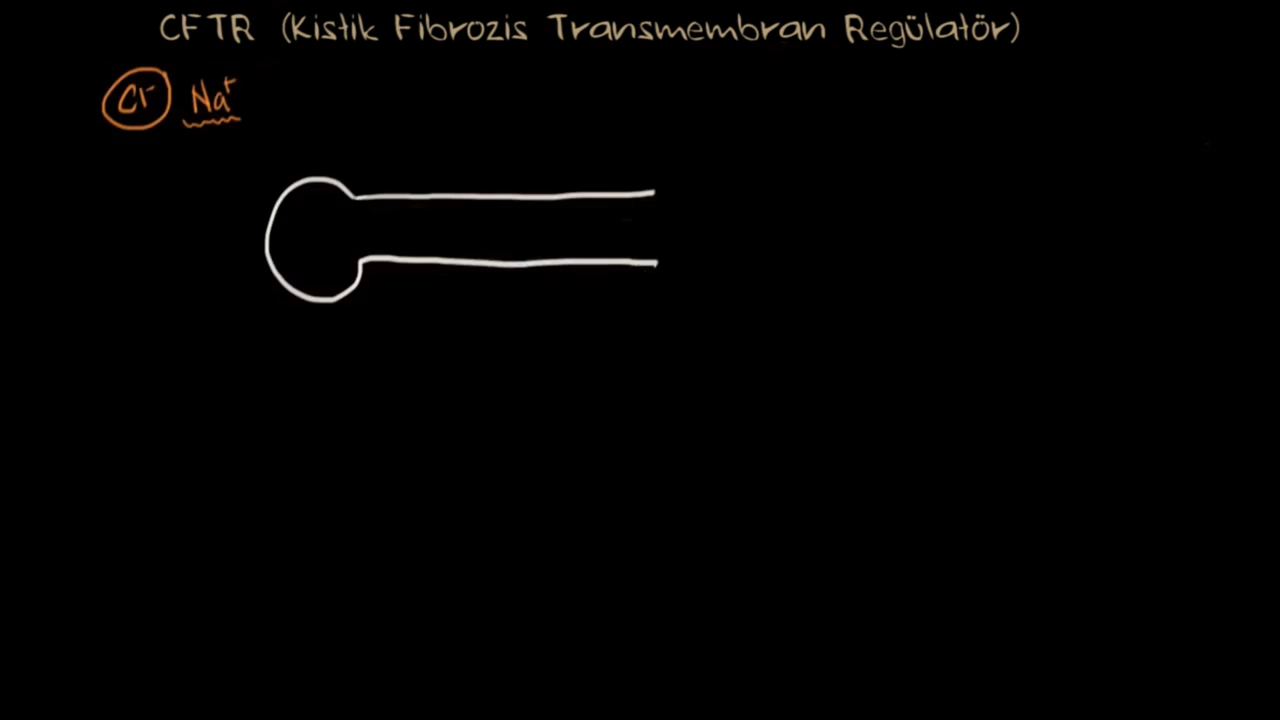 CFTR (Kistik Fibrozis Transmembran Regülatör)
Cl⁻ Na⁺